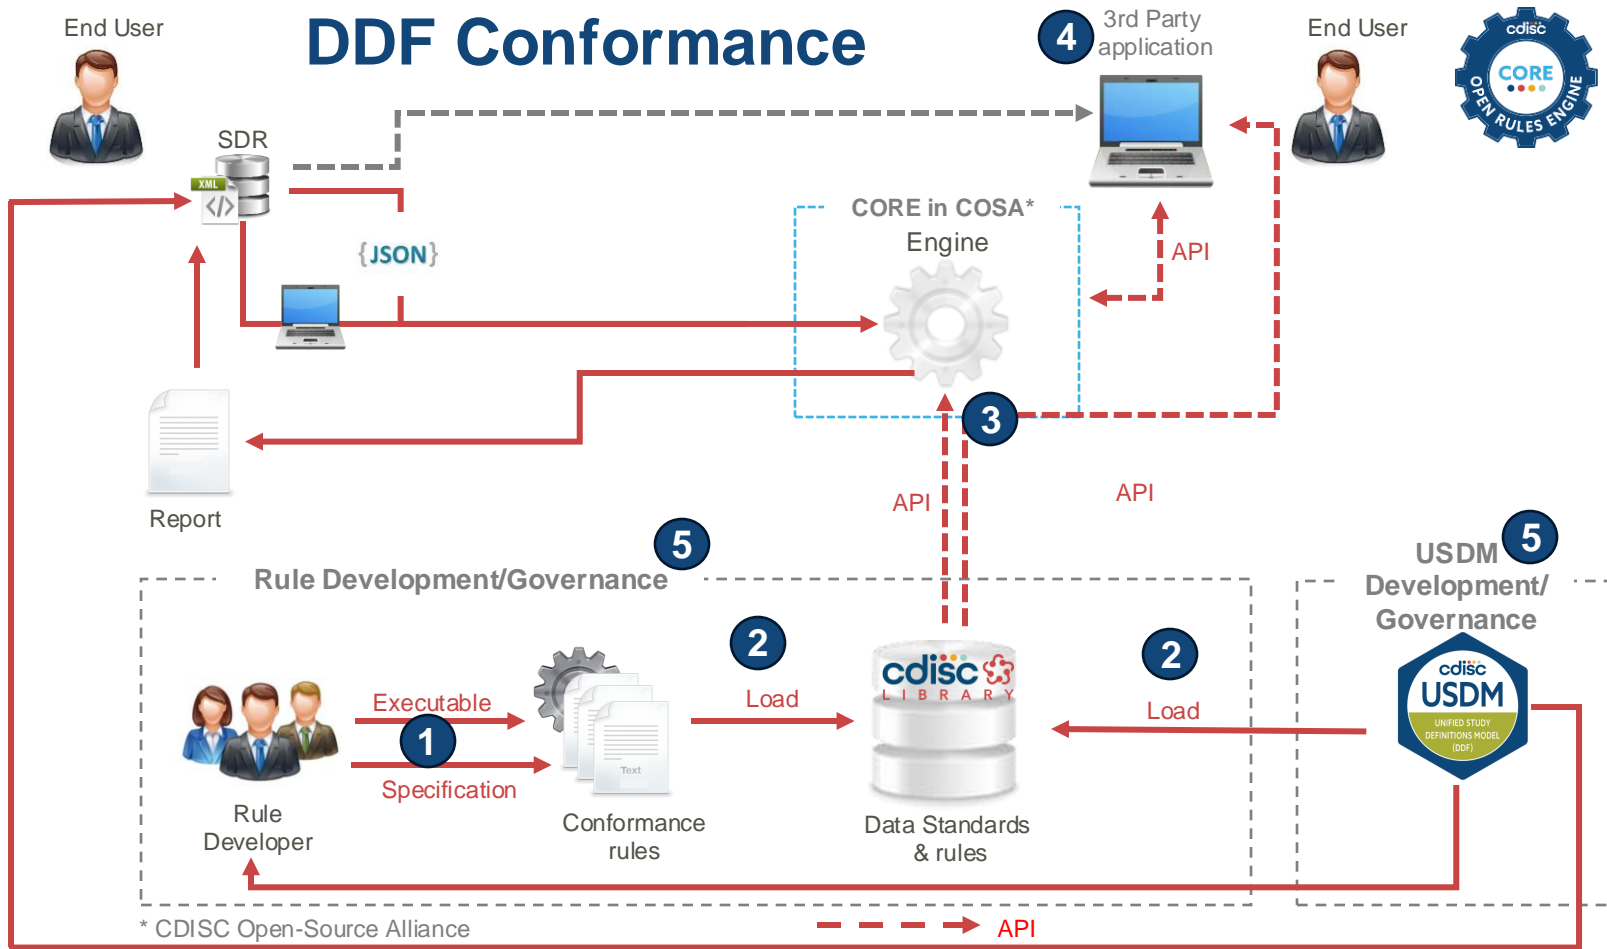 DDF Conformance
End User
4
3rd Party
application
End User
cdisc
CORE
OPEN RULES ENGINE
SDR
XML
</>
{JSON}
CORE in COSA*
Engine
API
3
API
API
Report
5
Rule Development/Governance
5
USDM
Development/
Governance
2
Load
2
Load
cdisc
LIBRARY
cdisc
USDM
UNIFIED STUDY
DEFINITIONS MODEL
(DDF)
Executable
1
Specification
Text
Rule
Developer
Conformance
rules
Data Standards
& rules
* CDISC Open-Source Alliance
API